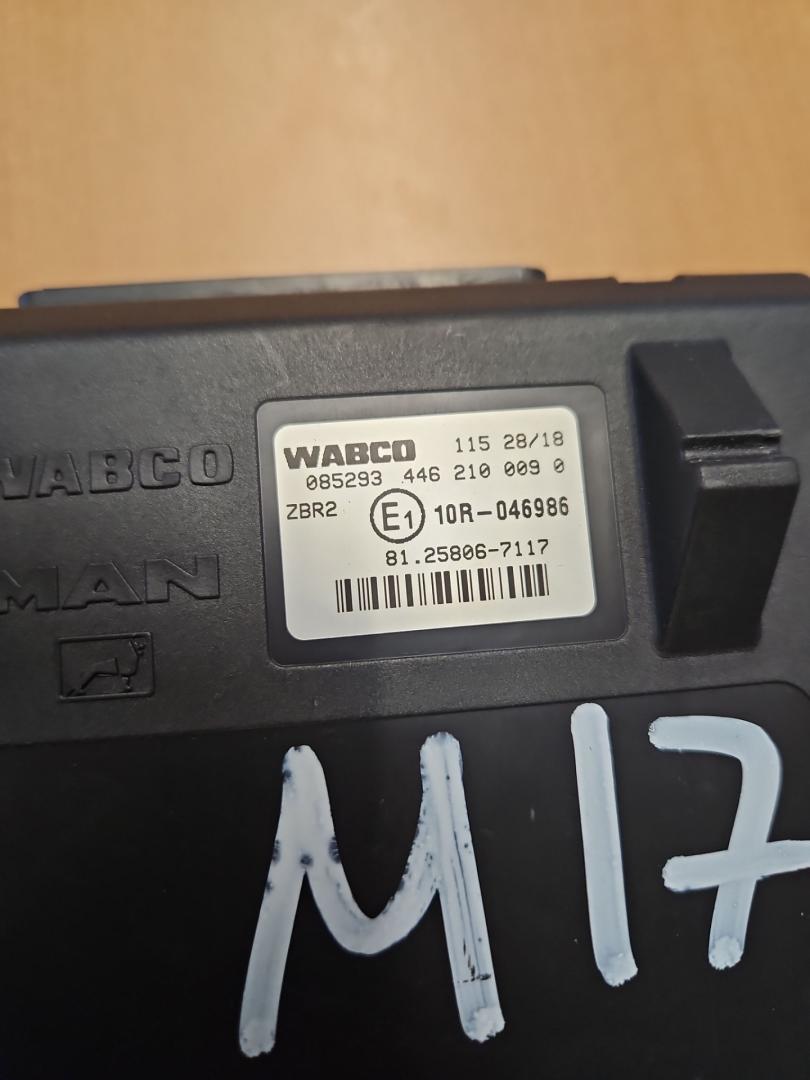 WABCO 115 28/18
085293 446 210 009 0
ZBR2 E1 10R-046986
81.25806-7117
WABCO
MAN
M17